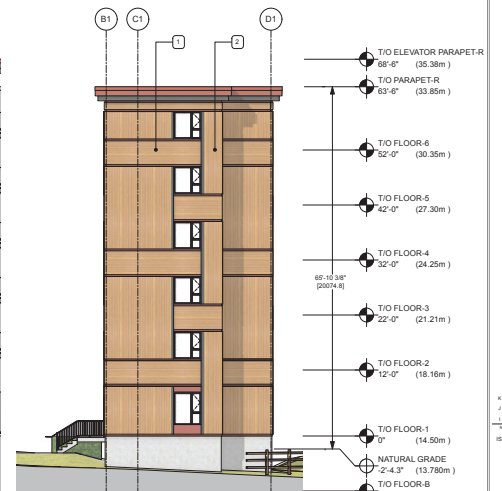 B1 C1 D1
1 2
T/O ELEVATOR PARAPET-R
68'-6" (35.38m )
T/O PARAPET-R
63'-6" (33.85m )
T/O FLOOR-6
52'-0" (30.35m )
T/O FLOOR-5
42'-0" (27.30m )
T/O FLOOR-4
32'-0" (24.25m )
65'-10 3/8"
[20074.8]
T/O FLOOR-3
22'-0" (21.21m )
T/O FLOOR-2
12'-0" (18.16m )
T/O FLOOR-1
0" (14.50m )
NATURAL GRADE
-2'-4.3" (13.780m )
T/O FLOOR-B
K
J
I
IS